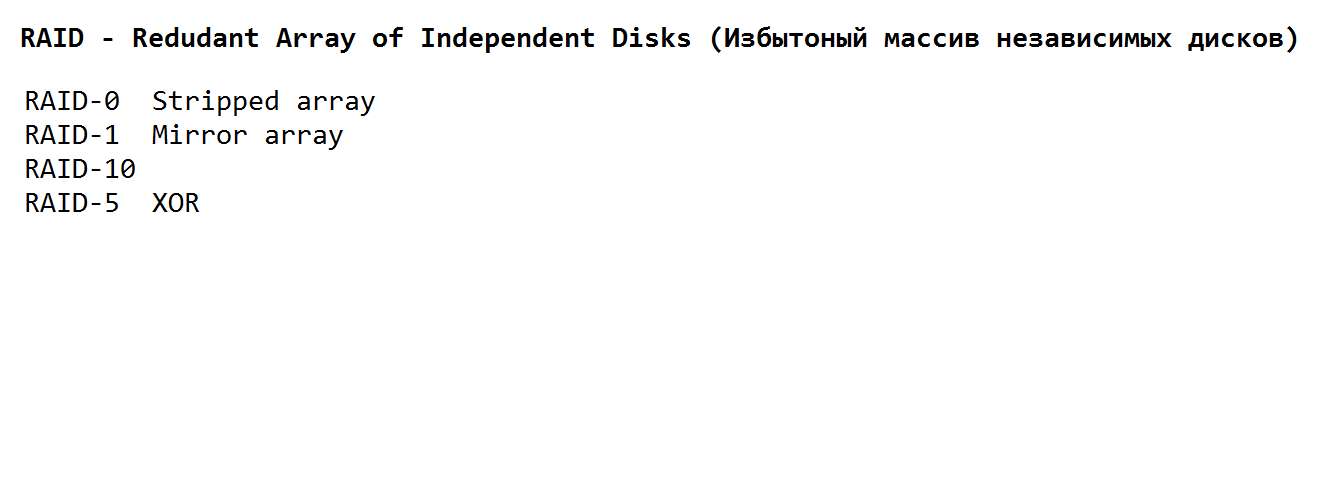 RAID - Redudant Array of Independent Disks (Избытоный массив независимых дисков)
RAID-0  Stripped array
RAID-1  Mirror array
RAID-10
RAID-5  XOR